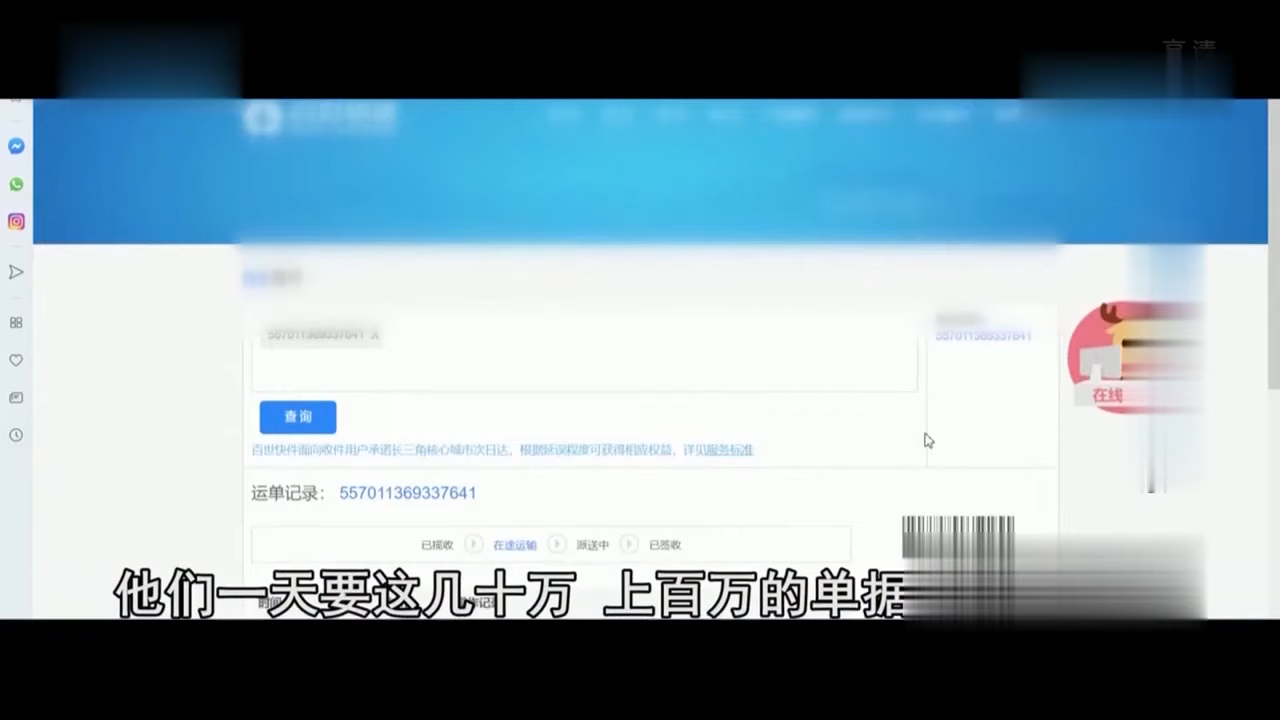 高清
557011369337641 X
557011369337641
在线
查询
百世快件面向收件用户承诺长三角核心城市次日达，根据延误程度可获得相应权益，详见服务标准
运单记录： 557011369337641
已揽收 在途运输 派送中 已签收
他们一天要这几十万 上百万的单据